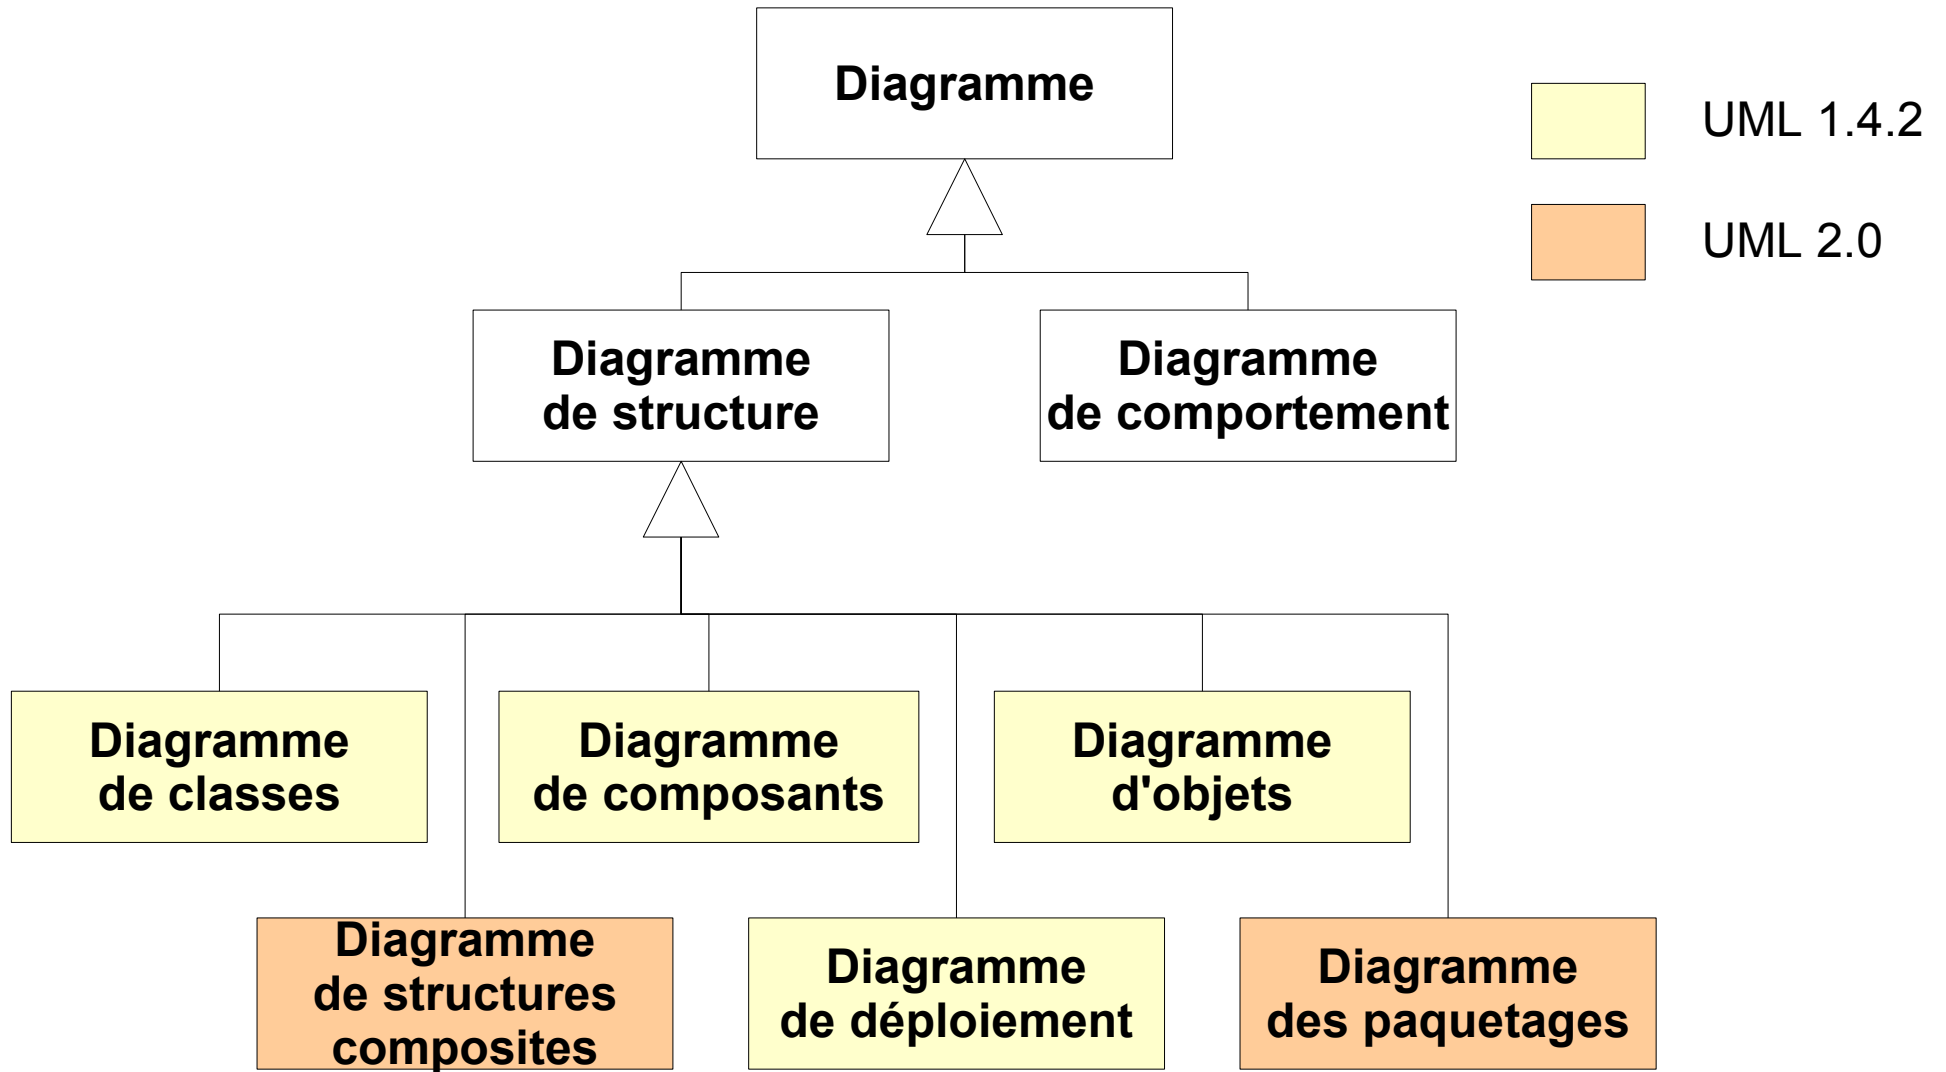 Diagramme
UML 1.4.2
UML 2.0
Diagramme
de structure
Diagramme
de comportement
Diagramme
de classes
Diagramme
de composants
Diagramme
d'objets
Diagramme
de structures
composites
Diagramme
de déploiement
Diagramme
des paquetages